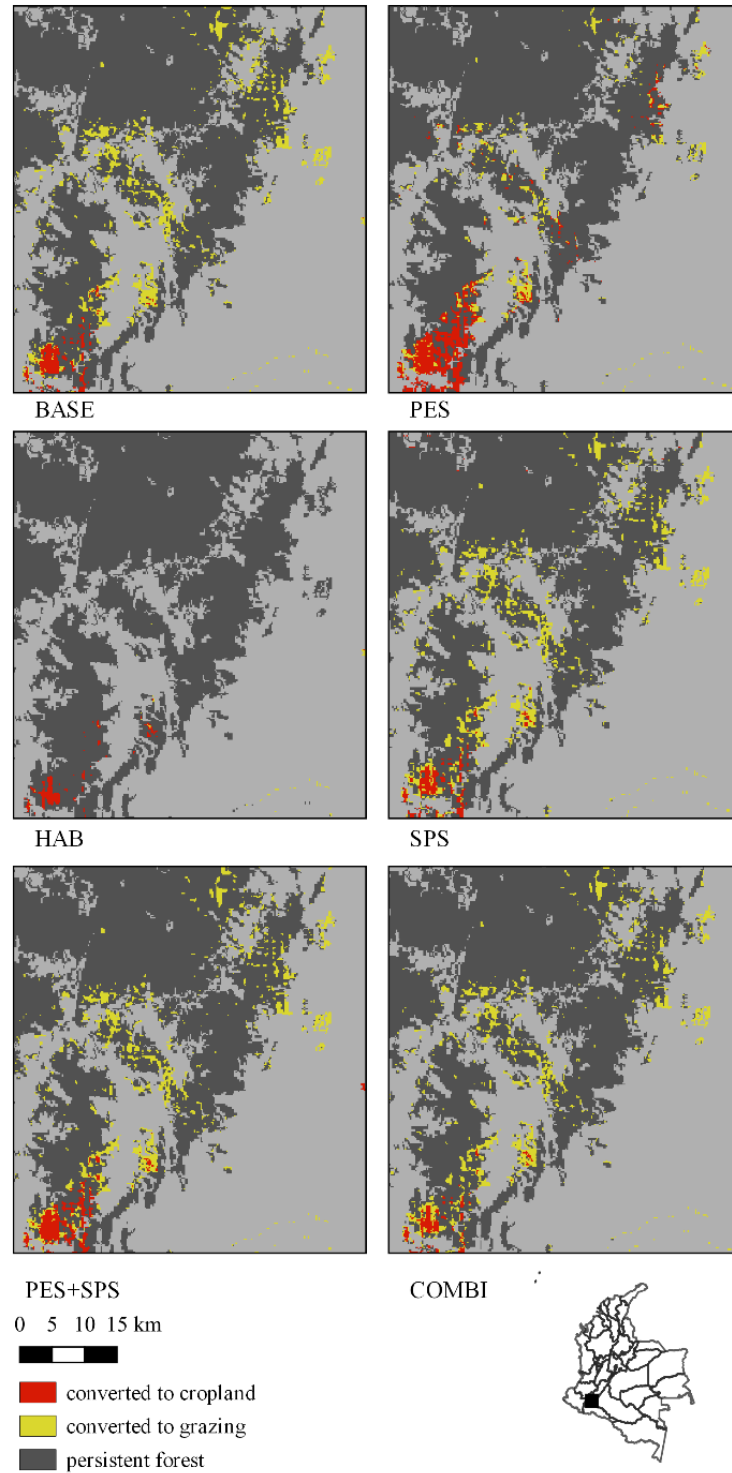 BASE
PES
HAB
SPS
PES+SPS
COMBI
0 5 10 15 km
converted to cropland
converted to grazing
persistent forest